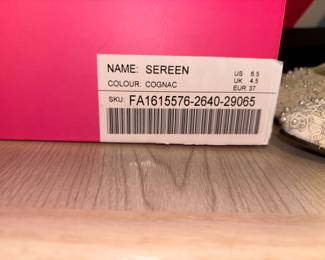 NAME: SEREEN
COLOUR: COGNAC
US 6.5
UK 4.5
EUR 37
SKU: FA1615576-2640-29065